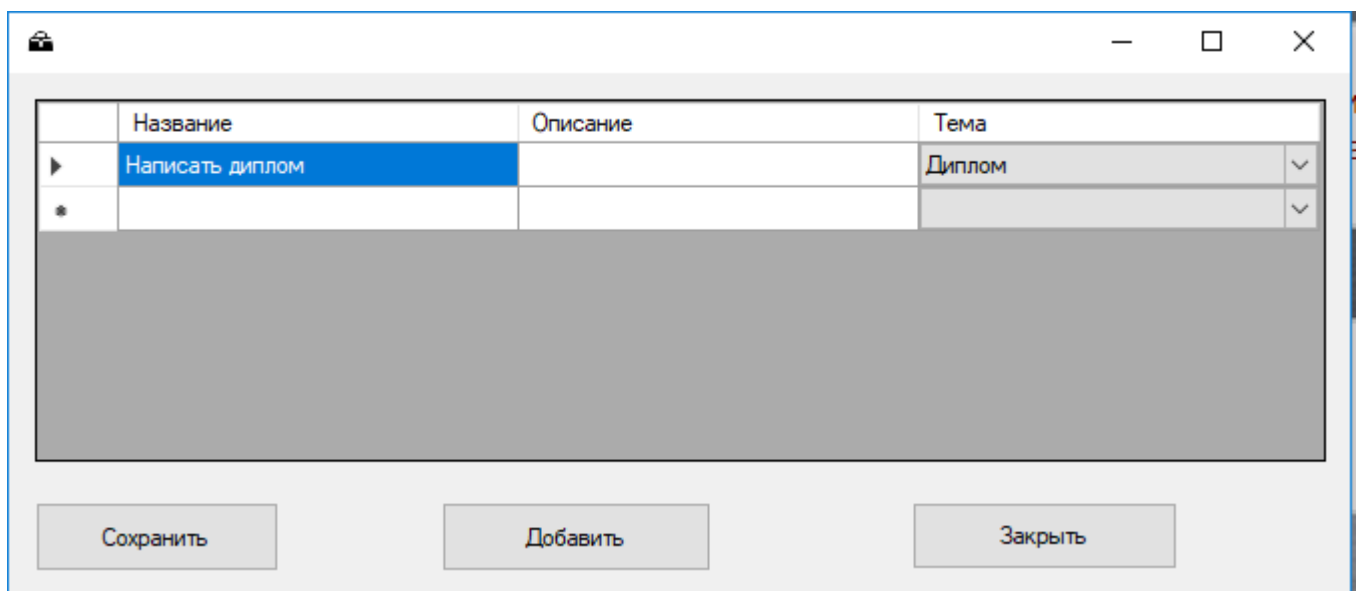 Название Описание Тема
Написать диплом Диплом
Сохранить Добавить Закрыть